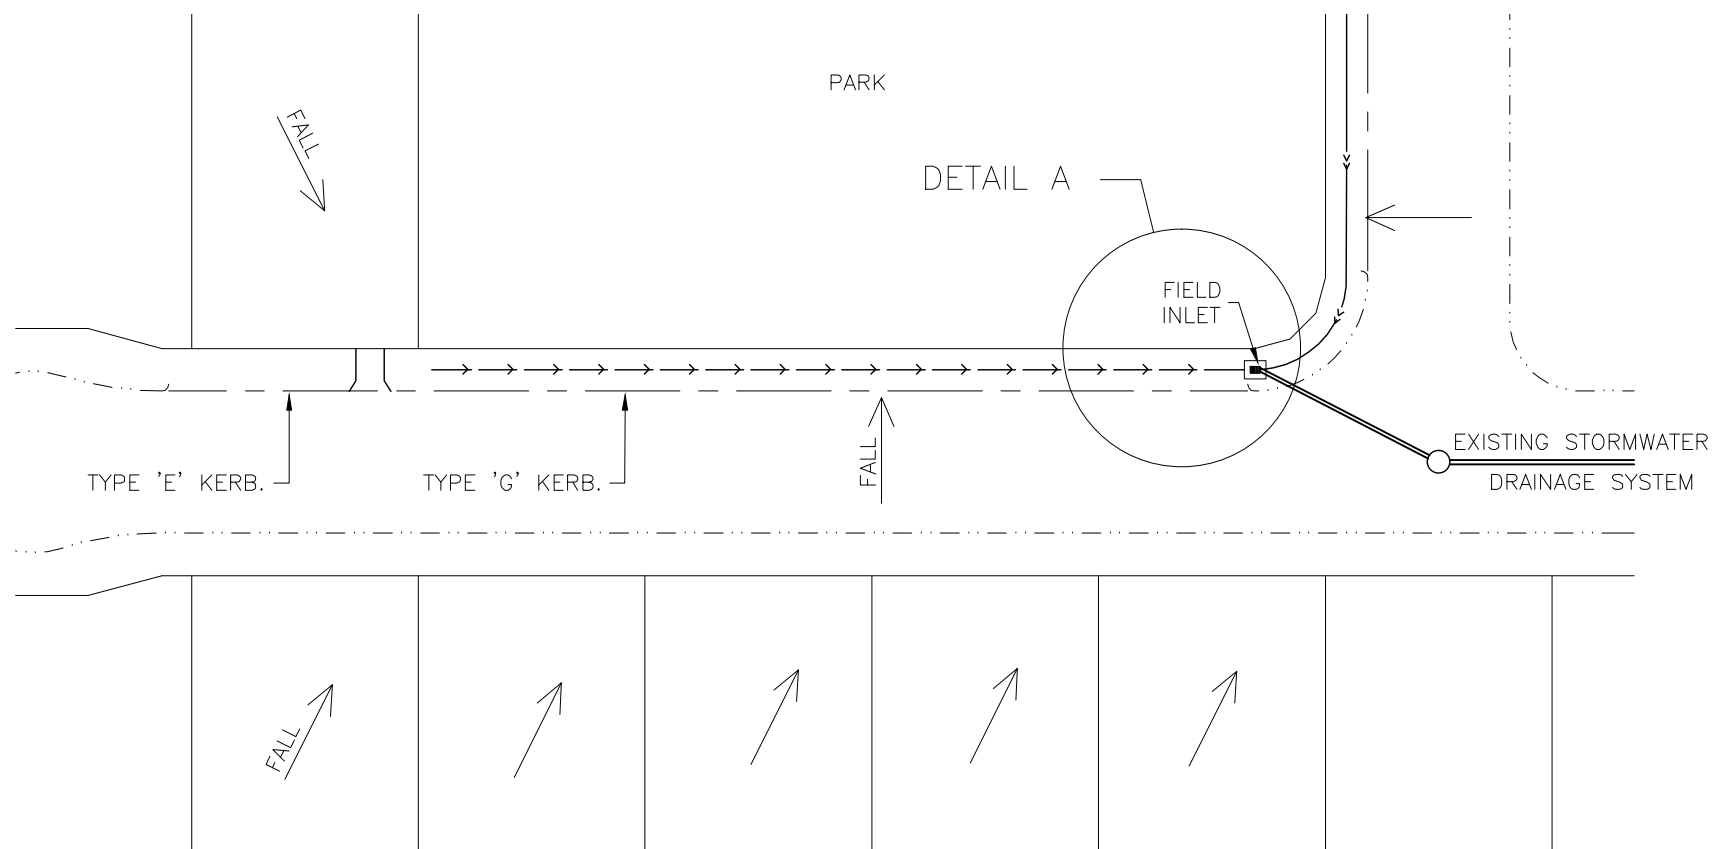 PARK
FALL
DETAIL A
FIELD
INLET
EXISTING STORMWATER
DRAINAGE SYSTEM
TYPE 'E' KERB.
TYPE 'G' KERB.
FALL
FALL